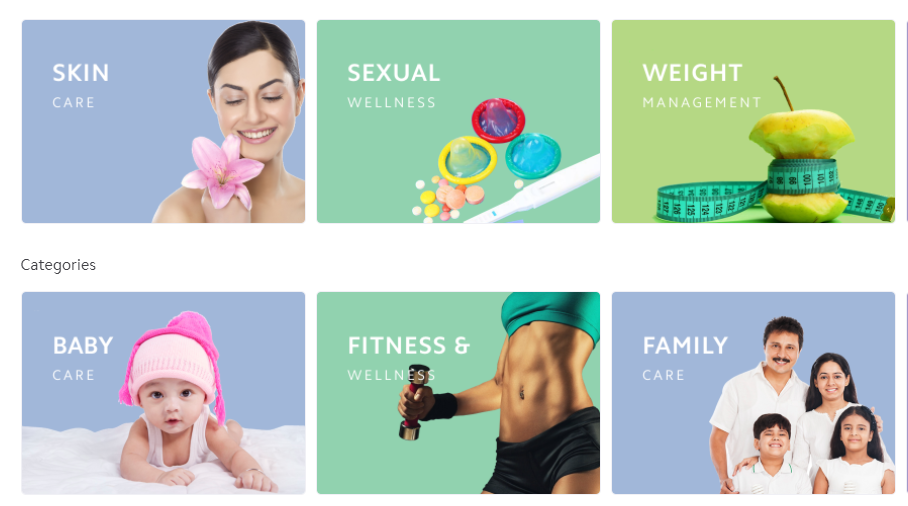 SKIN
CARE
SEXUAL
WELLNESS
WEIGHT
MANAGEMENT
Categories
BABY
CARE
FITNESS &
WELLNESS
FAMILY
CARE